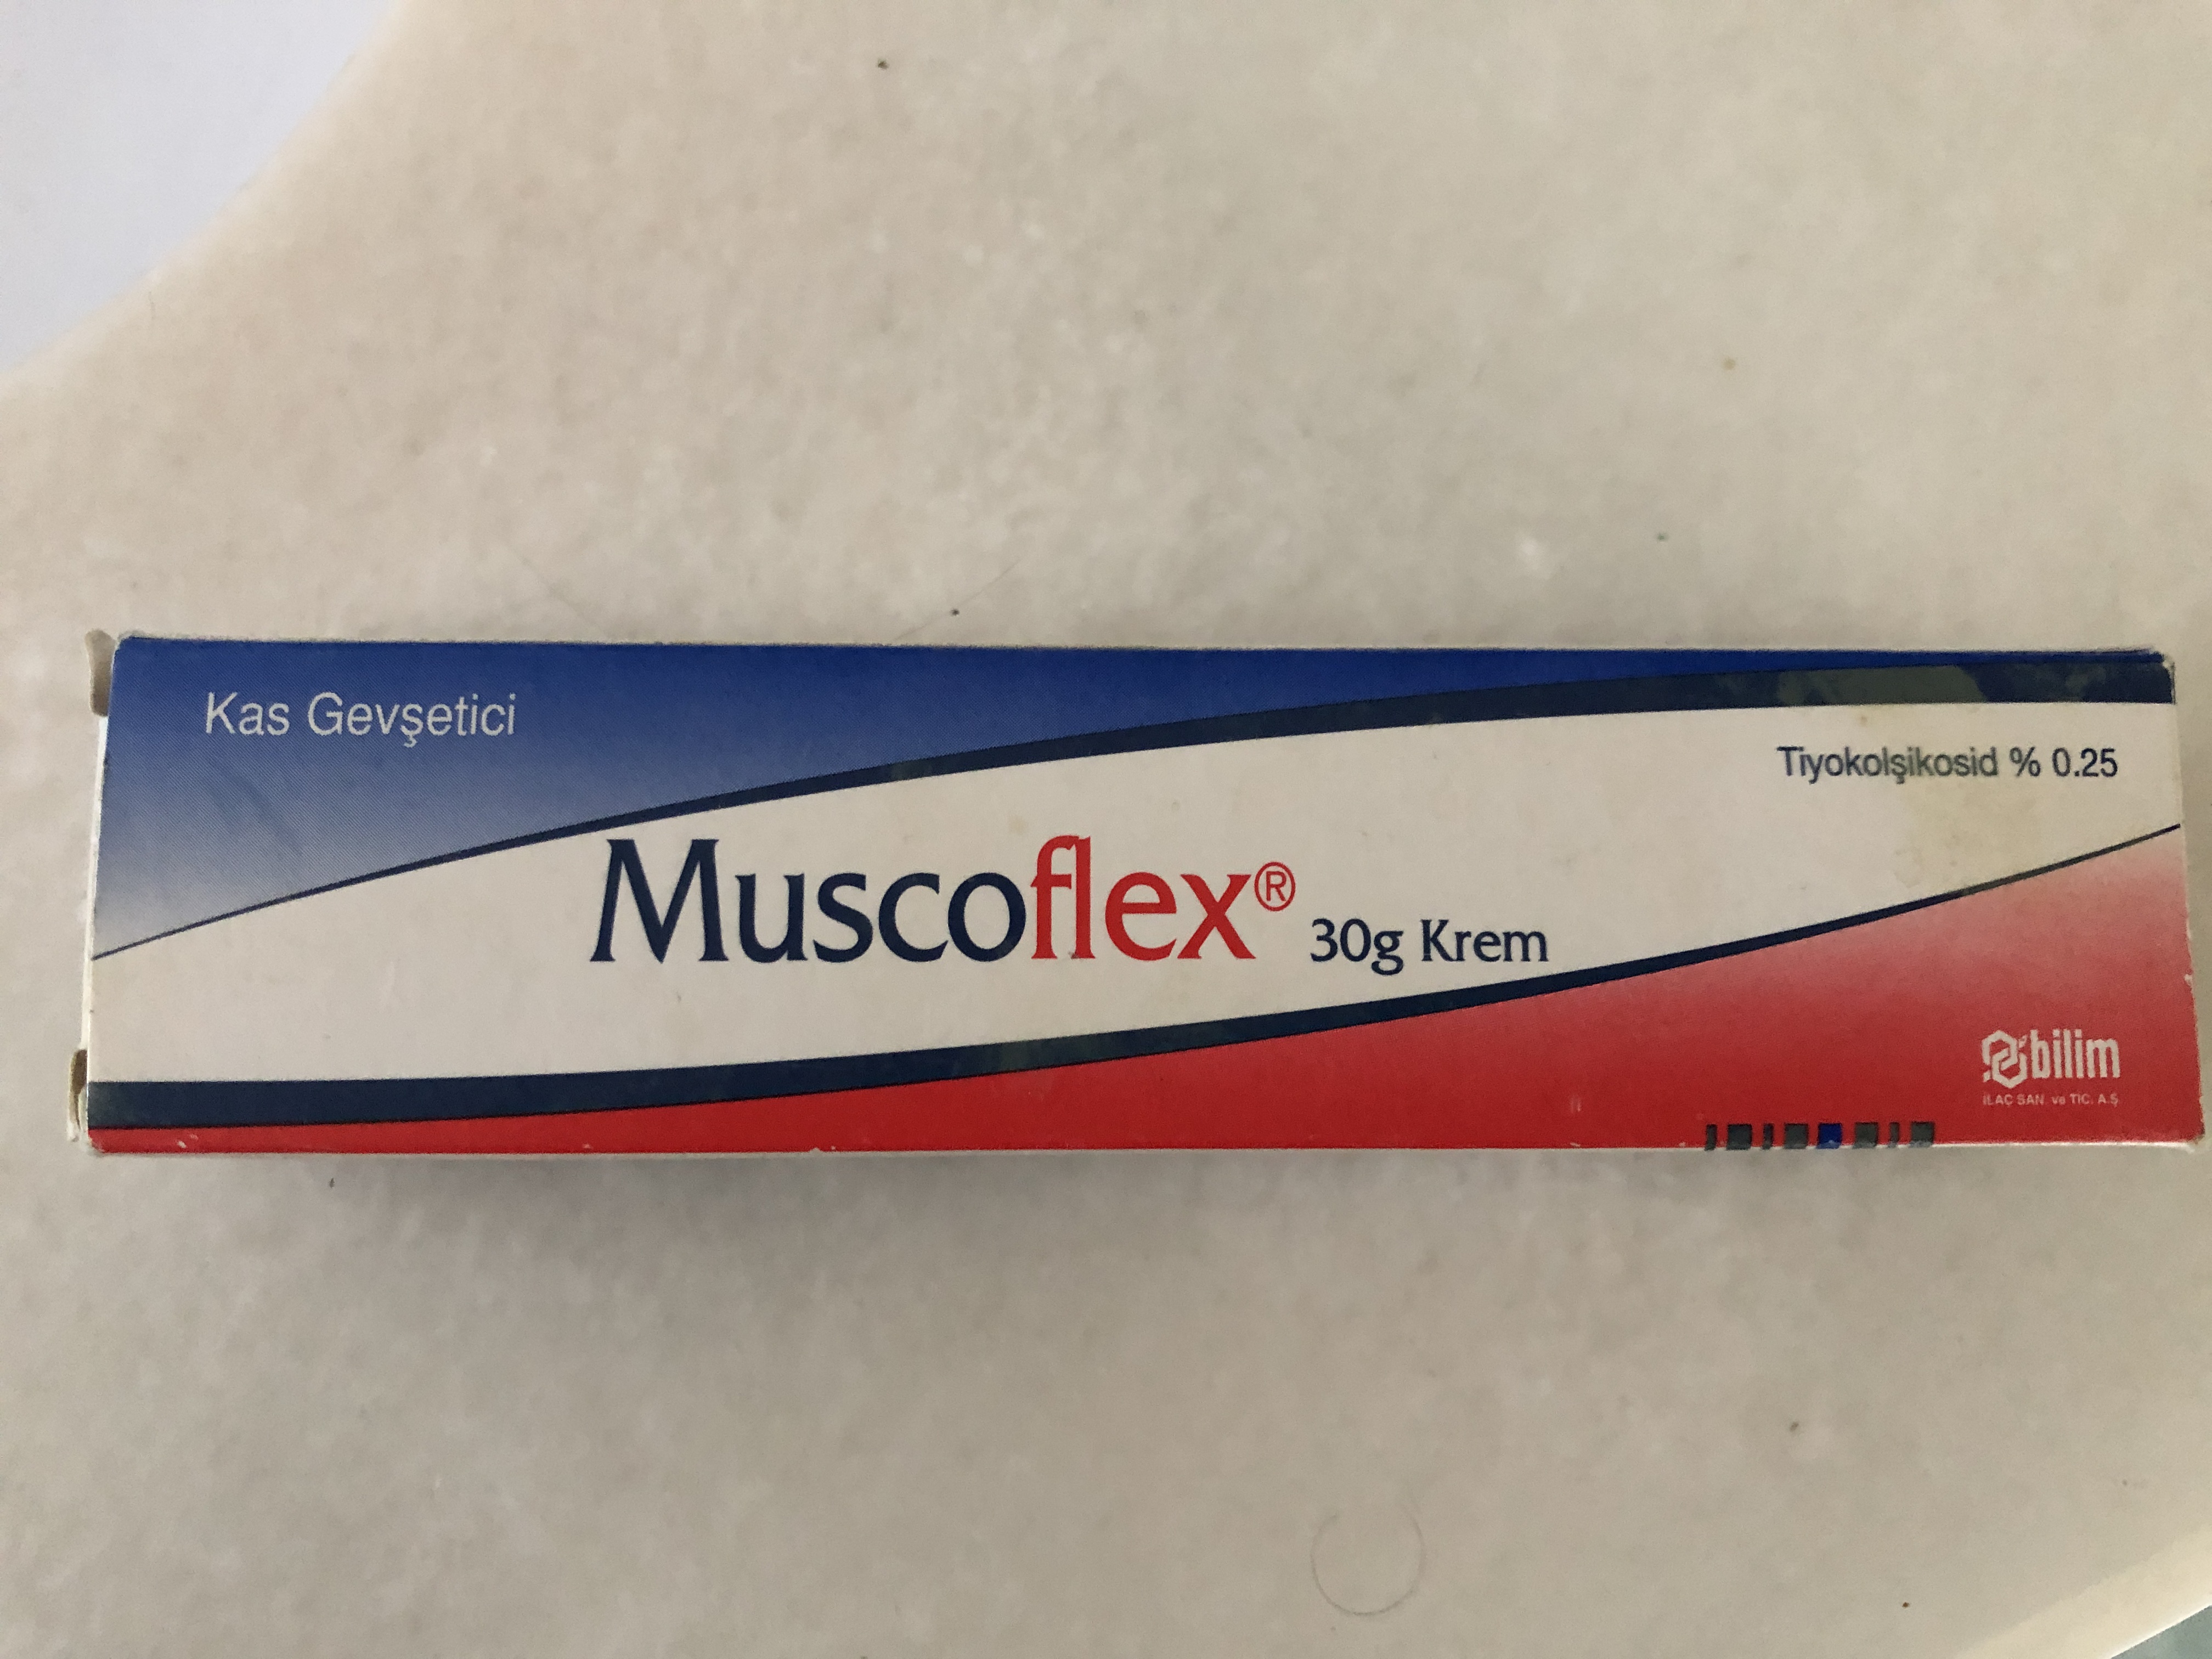 Kas Gevşetici
Tiyokolşikosid % 0.25
Muscoflex® 30g Krem
bilim
İLAÇ SAN. ve TİC. A.Ş.